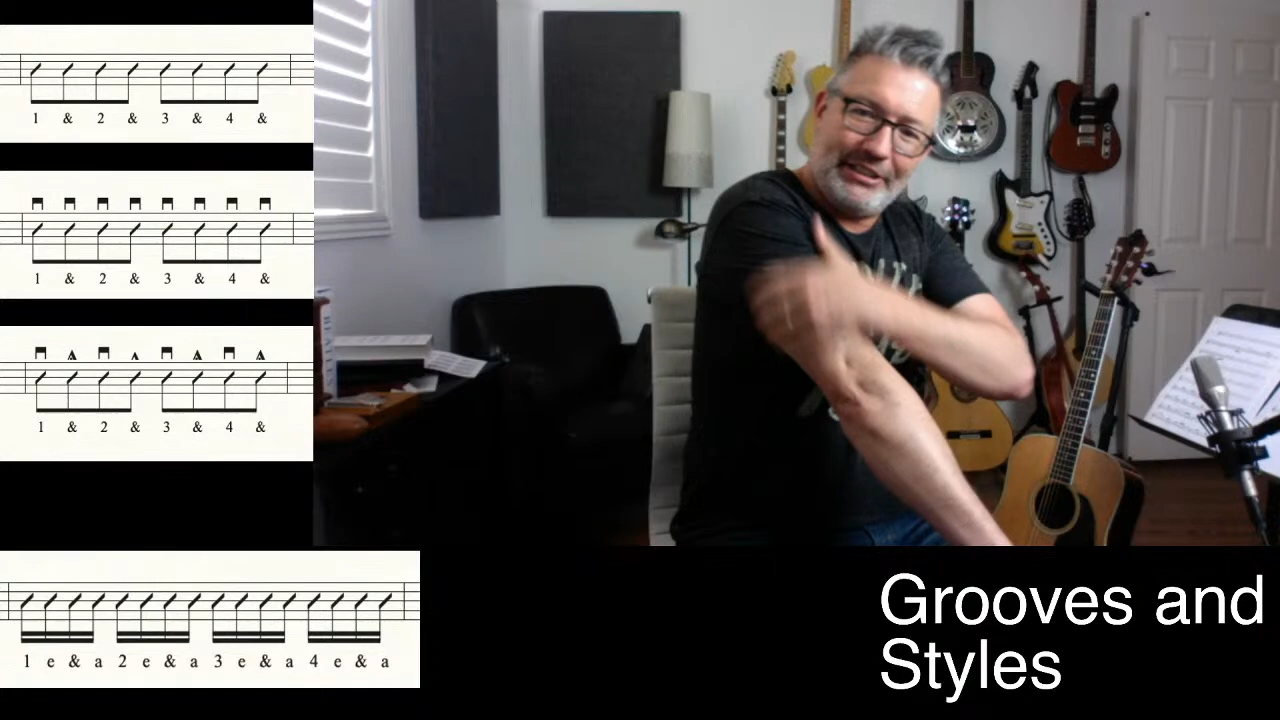 1 & 2 & 3 & 4 &
1 & 2 & 3 & 4 &
1 & 2 & 3 & 4 &
1 e & a 2 e & a 3 e & a 4 e & a
Grooves and
Styles